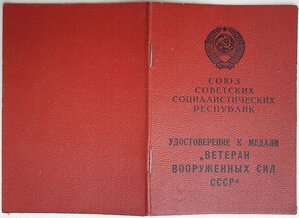 СОЮЗ
СОВЕТСКИХ
СОЦИАЛИСТИЧЕСКИХ
РЕСПУБЛИК
УДОСТОВЕРЕНИЕ К МЕДАЛИ
„ВЕТЕРАН
ВООРУЖЕННЫХ СИЛ
СССР“